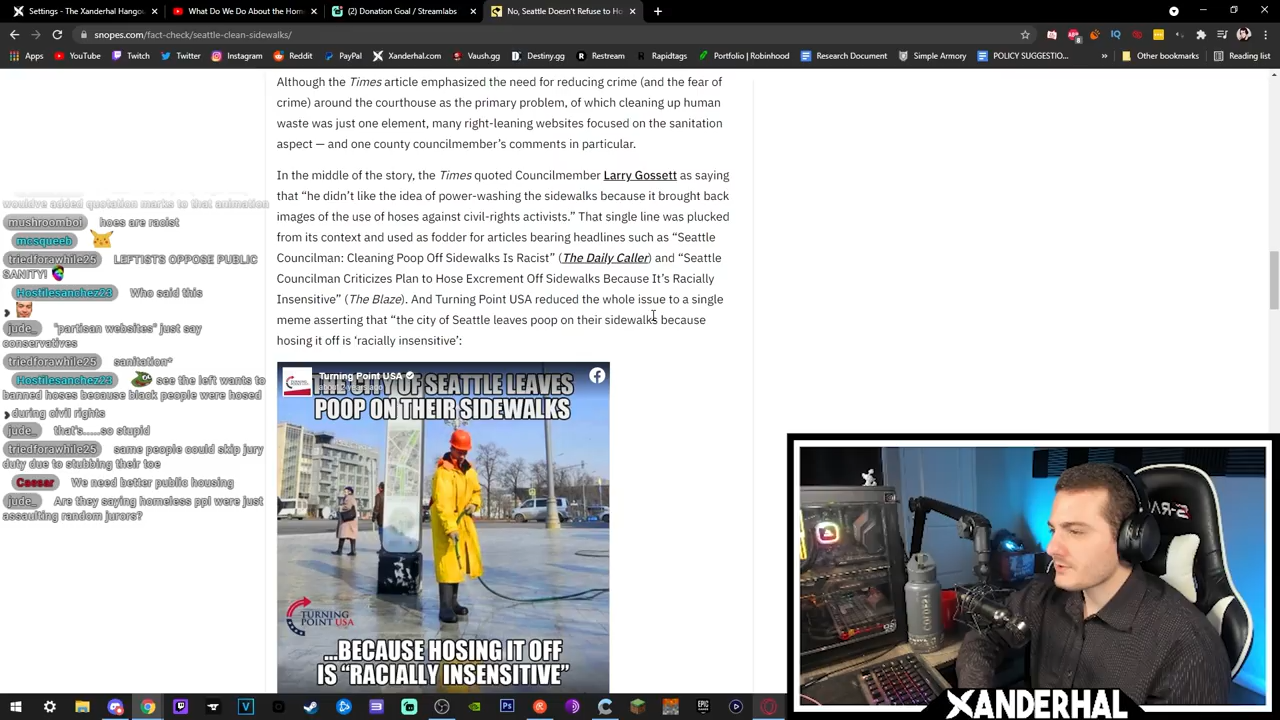 Settings - The Xanderhal Hangou
What Do We Do About the Hom
(2) Donation Goal / Streamlabs
No, Seattle Doesn't Refuse to Ho
snopes.com/fact-check/seattle-clean-sidewalks/
Apps
YouTube
Twitch
Twitter
Instagram
Reddit
PayPal
Xanderhal.com
Vaush.gg
Destiny.gg
Restream
Rapidtags
Portfolio | Robinhood
Research Document
Simple Armory
POLICY SUGGESTIO...
Other bookmarks
Reading list
Although the Times article emphasized the need for reducing crime (and the fear of
crime) around the courthouse as the primary problem, of which cleaning up human
waste was just one element, many right-leaning websites focused on the sanitation
aspect — and one county councilmember's comments in particular.
In the middle of the story, the Times quoted Councilmember Larry Gossett as saying
that “he didn't like the idea of power-washing the sidewalks because it brought back
images of the use of hoses against civil-rights activists.” That single line was plucked
from its context and used as fodder for articles bearing headlines such as “Seattle
Councilman: Cleaning Poop Off Sidewalks Is Racist” (The Daily Caller) and “Seattle
Councilman Criticizes Plan to Hose Excrement Off Sidewalks Because It's Racially
Insensitive” (The Blaze). And Turning Point USA reduced the whole issue to a single
meme asserting that “the city of Seattle leaves poop on their sidewalks because
hosing it off is ‘racially insensitive’:
would've added quotation marks to that animation
mushroomboi hoes are racist
mcsqueeb
triedforawhile25 LEFTISTS OPPOSE PUBLIC
SANITY!
Hostilesanchez23 Who said this
jude_ "partisan websites" just say
conservatives
triedforawhile25 sanitation*
Hostilesanchez23 see the left wants to
banned hoses because black people were hosed
during civil rights
jude_ that's.....so stupid
triedforawhile25 same people could skip jury
duty due to stubbing their toe
Caesar We need better public housing
jude_ Are they saying homeless ppl were just
assaulting random jurors?
Turning Point USA
about 2 years ago
THE CITY OF SEATTLE LEAVES
POOP ON THEIR SIDEWALKS
TURNING
POINT USA
...BECAUSE HOSING IT OFF
IS “RACIALLY INSENSITIVE”
XANDERHAL